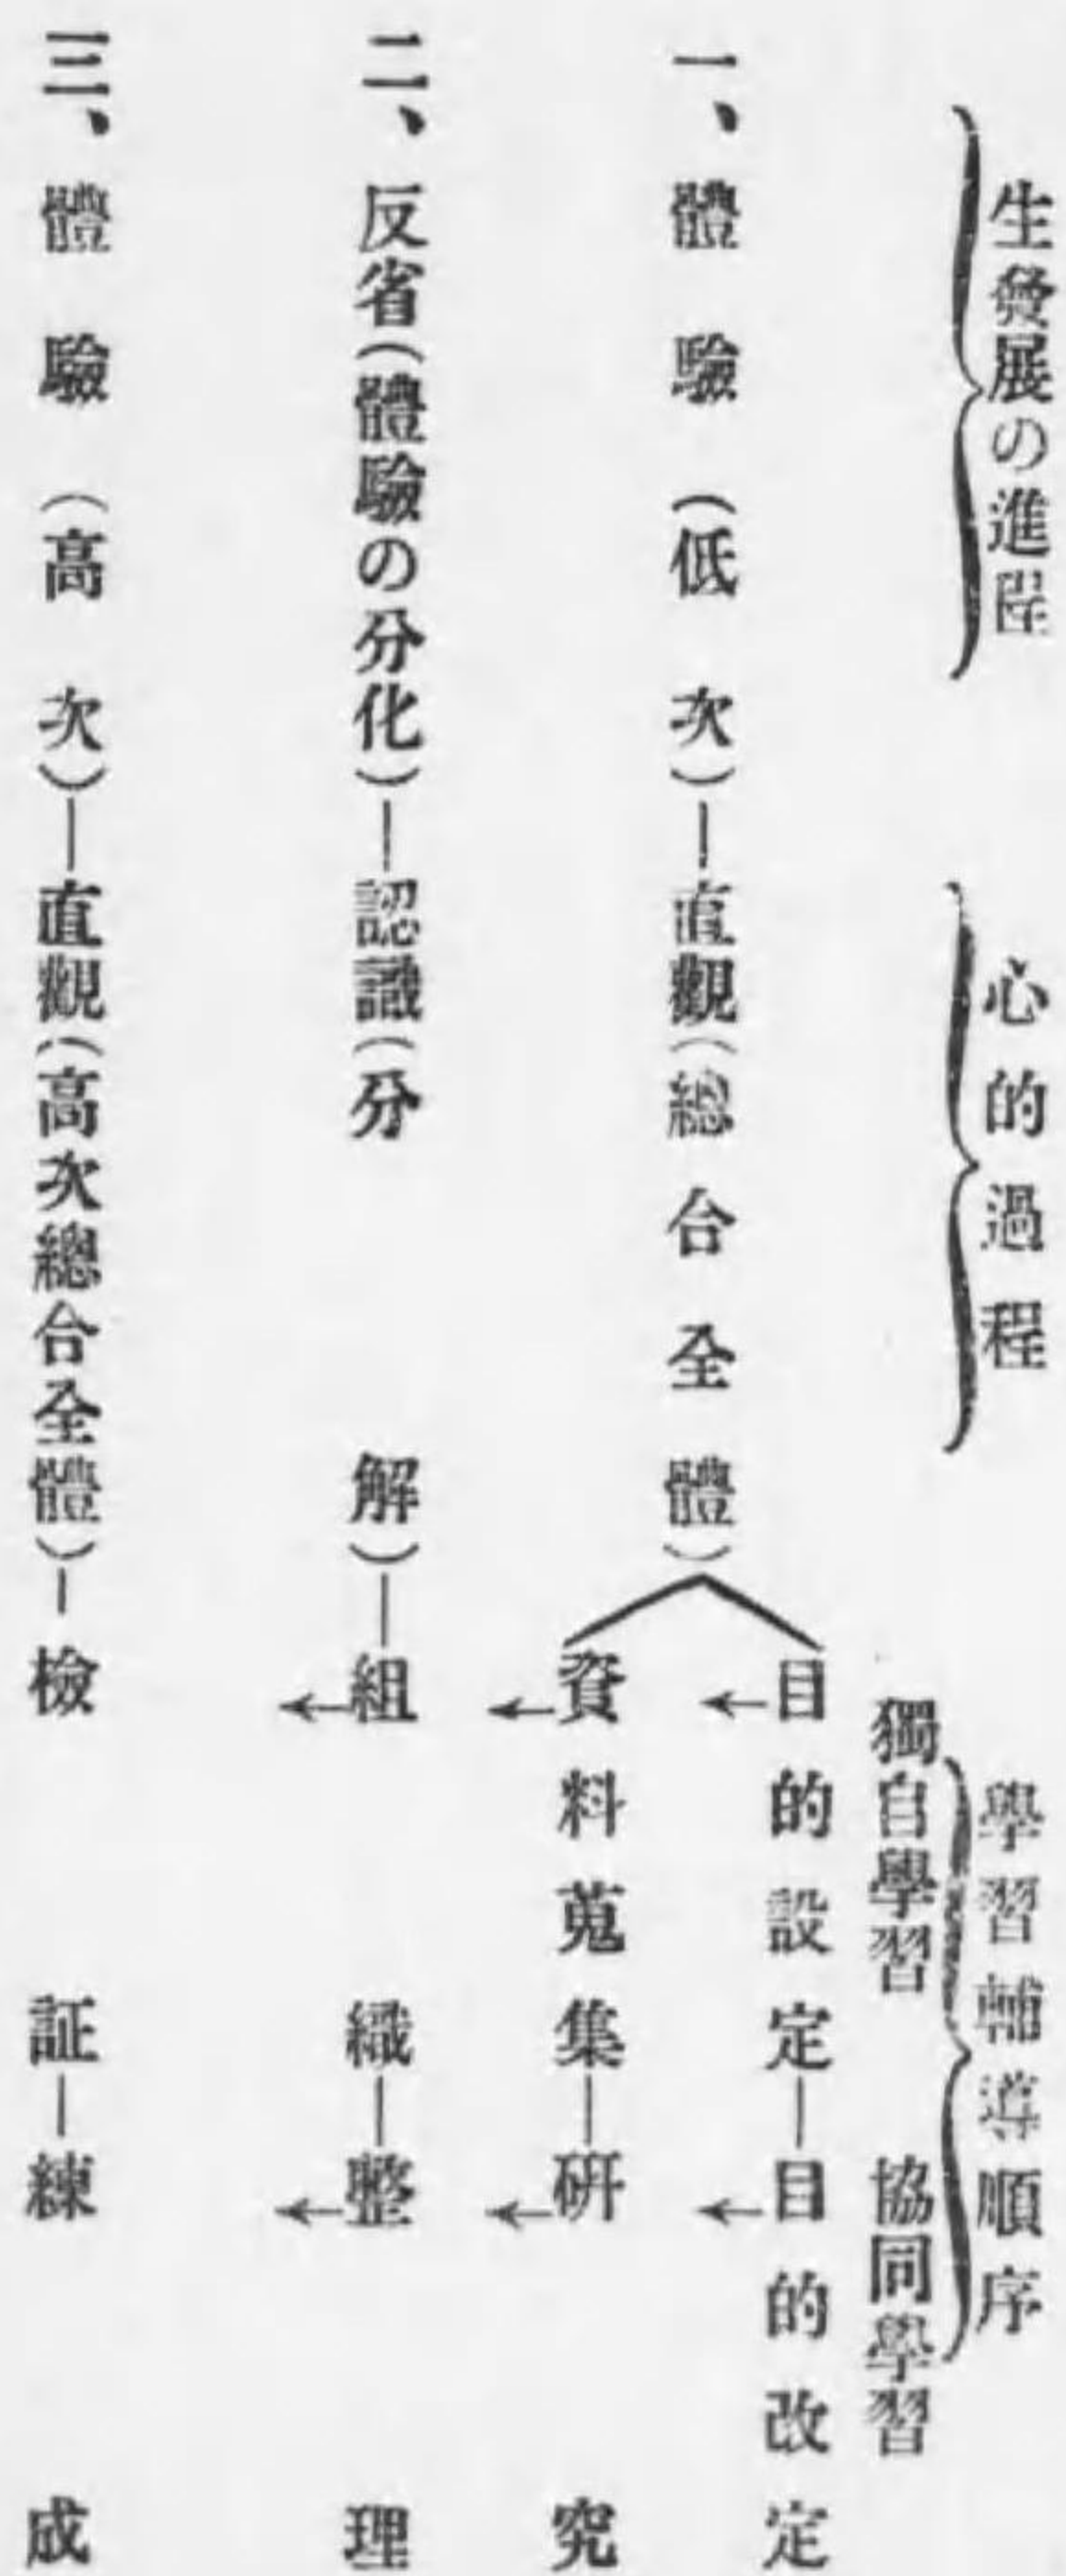 生發展の進程　心的過程　學習輔導順序
獨自學習　協同學習
目的設定―目的改定
一、體驗（低次）―直觀（總合全體）
資料蒐集―硏究
二、反省（體驗の分化）―認識（分解）―組織―整理
三、體驗（高次）―直觀（高次總合全體）―檢証―練成